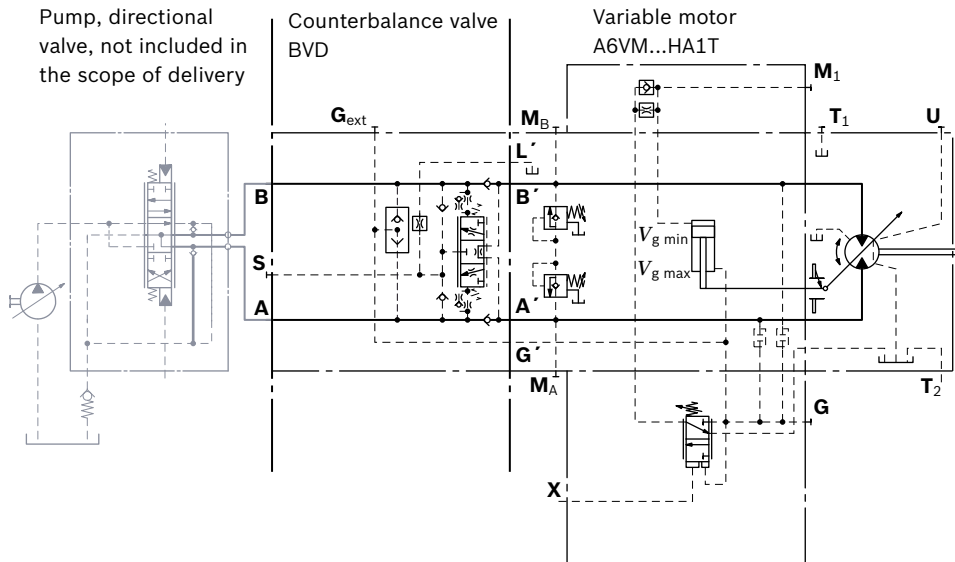 Pump, directional
valve, not included in
the scope of delivery
Counterbalance valve
BVD
Variable motor
A6VM...HA1T
M1
Gext
MB
T1
U
L´
B
B´
Vg min
S
Vg max
A
A´
G´
MA
T2
G
X